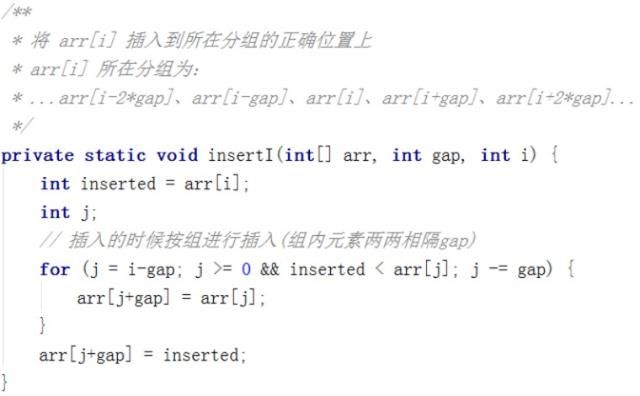 /**
 * 将 arr[i] 插入到所在分组的正确位置上
 * arr[i] 所在分组为：
 * ...arr[i-2*gap]、arr[i-gap]、arr[i]、arr[i+gap]、arr[i+2*gap]...
 */
private static void insertI(int[] arr, int gap, int i) {
    int inserted = arr[i];
    int j;
    // 插入的时候按组进行插入(组内元素两两相隔gap)
    for (j = i-gap; j >= 0 && inserted < arr[j]; j -= gap) {
        arr[j+gap] = arr[j];
    }
    arr[j+gap] = inserted;
}